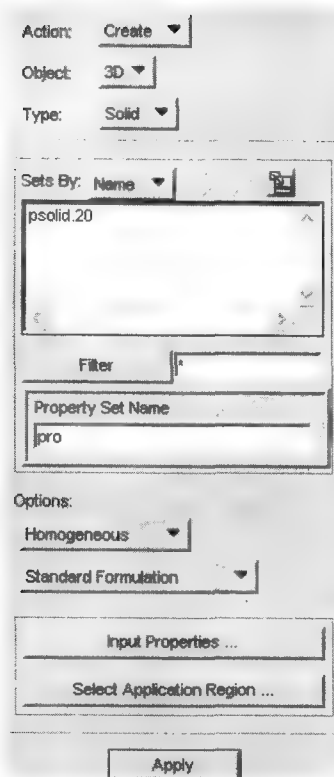 Action: Create
Object: 3D
Type: Solid
Sets By: Name
psolid.20
Filter *
Property Set Name
pro
Options:
Homogeneous
Standard Formulation
Input Properties ...
Select Application Region ...
Apply